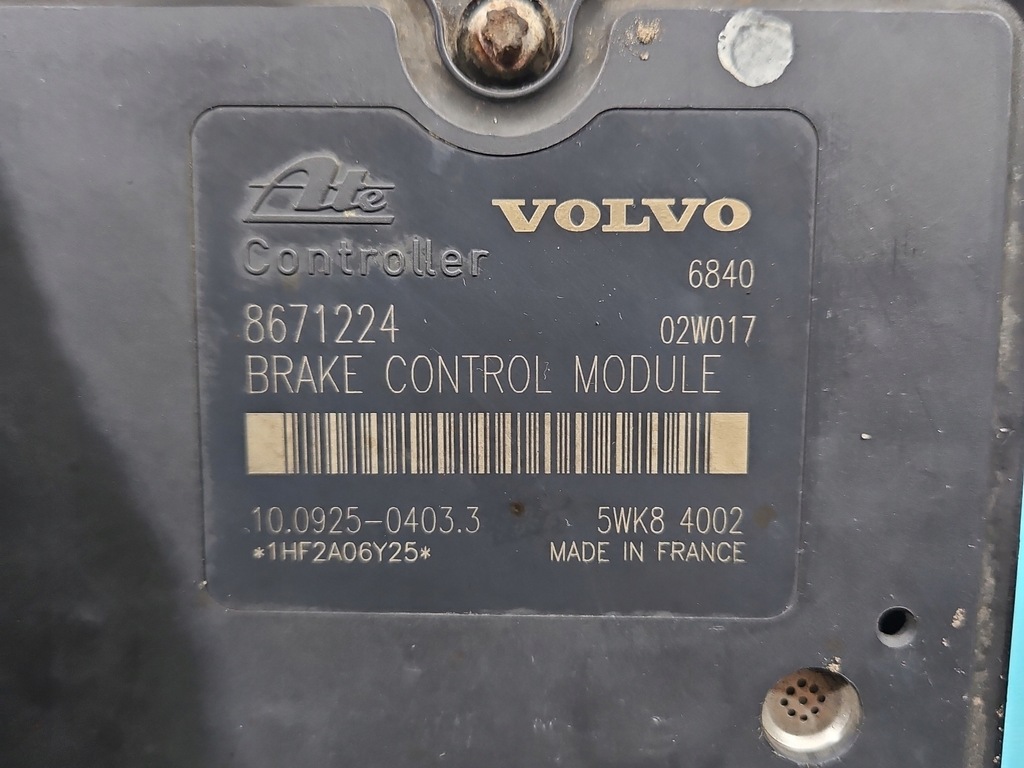 Ate VOLVO
Controller 6840
8671224 02W017
BRAKE CONTROL MODULE
10.0925-0403.3 5WK8 4002
*1HF2A06Y25* MADE IN FRANCE